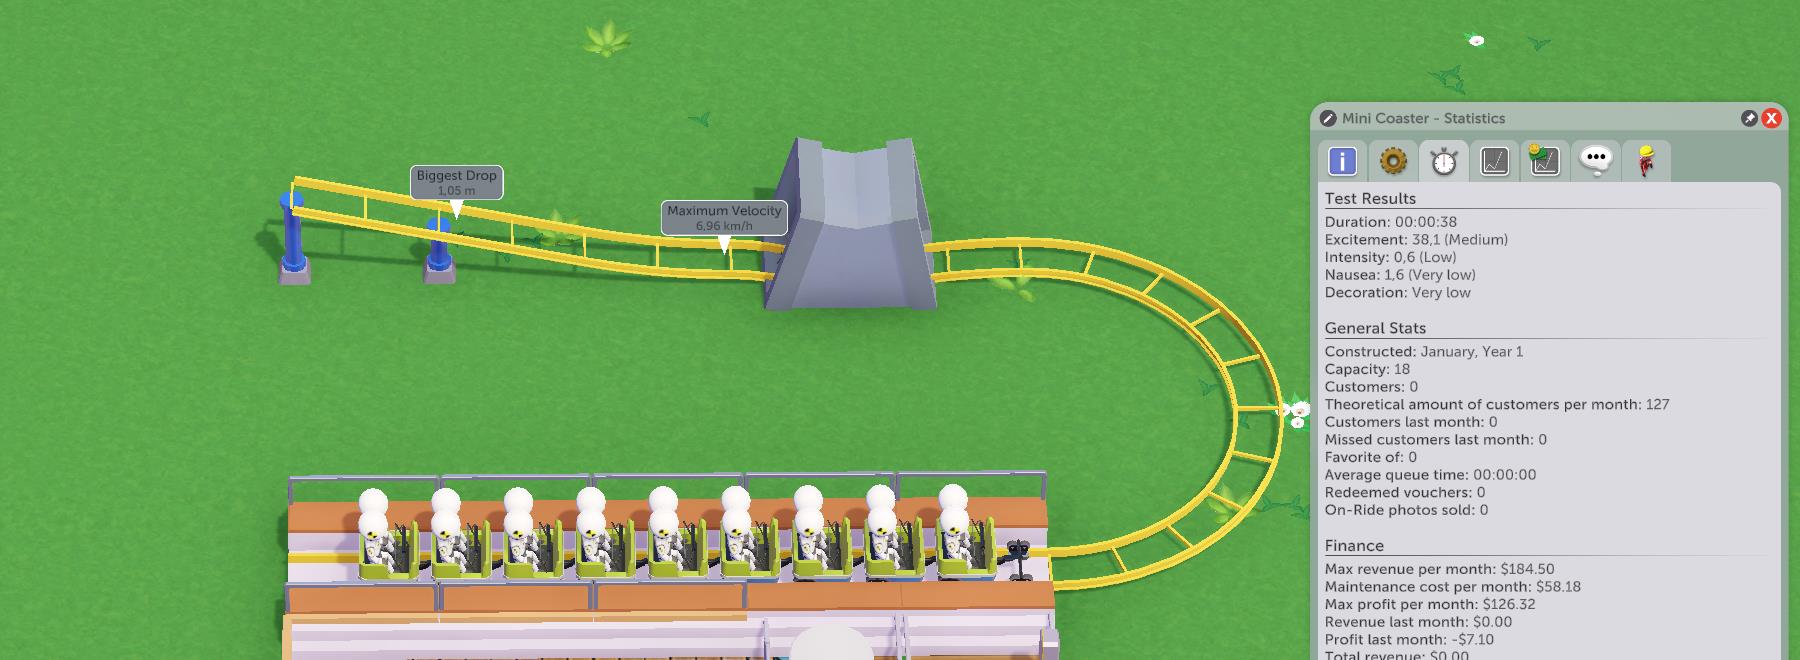 Biggest Drop
1,05 m
Maximum Velocity
6,96 km/h
Mini Coaster - Statistics
Test Results
Duration: 00:00:38
Excitement: 38,1 (Medium)
Intensity: 0,6 (Low)
Nausea: 1,6 (Very low)
Decoration: Very low
General Stats
Constructed: January, Year 1
Capacity: 18
Customers: 0
Theoretical amount of customers per month: 127
Customers last month: 0
Missed customers last month: 0
Favorite of: 0
Average queue time: 00:00:00
Redeemed vouchers: 0
On-Ride photos sold: 0
Finance
Max revenue per month: $184.50
Maintenance cost per month: $58.18
Max profit per month: $126.32
Revenue last month: $0.00
Profit last month: -$7.10
Total revenue: $0.00